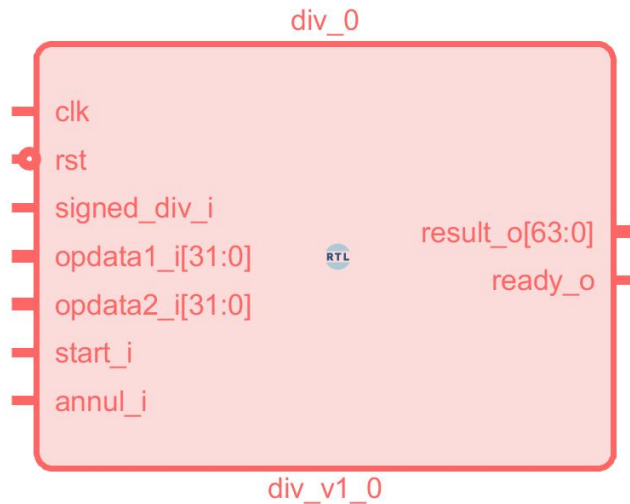 div_0
clk
rst
signed_div_i
opdata1_i[31:0]
opdata2_i[31:0]
start_i
annul_i
RTL
result_o[63:0]
ready_o
div_v1_0